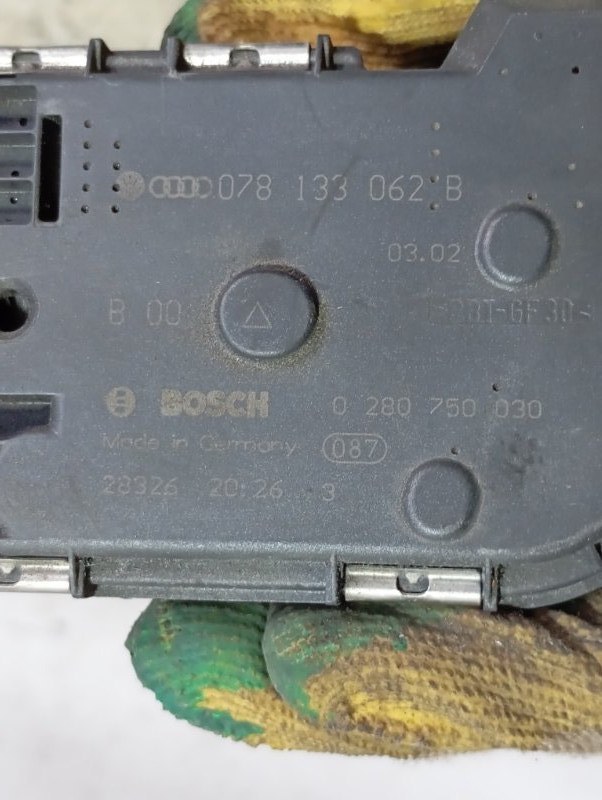 078 133 062 B
03.02
B 00
-GF30<
BOSCH 0 280 750 030
Made in Germany 087
28326 20:26 3